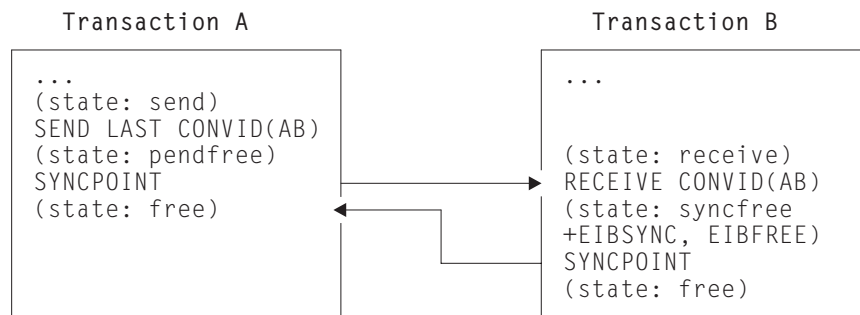 Transaction A
Transaction B
...
(state: send)
SEND LAST CONVID(AB)
(state: pendfree)
SYNCPOINT
(state: free)
...
(state: receive)
RECEIVE CONVID(AB)
(state: syncfree
+EIBSYNC, EIBFREE)
SYNCPOINT
(state: free)